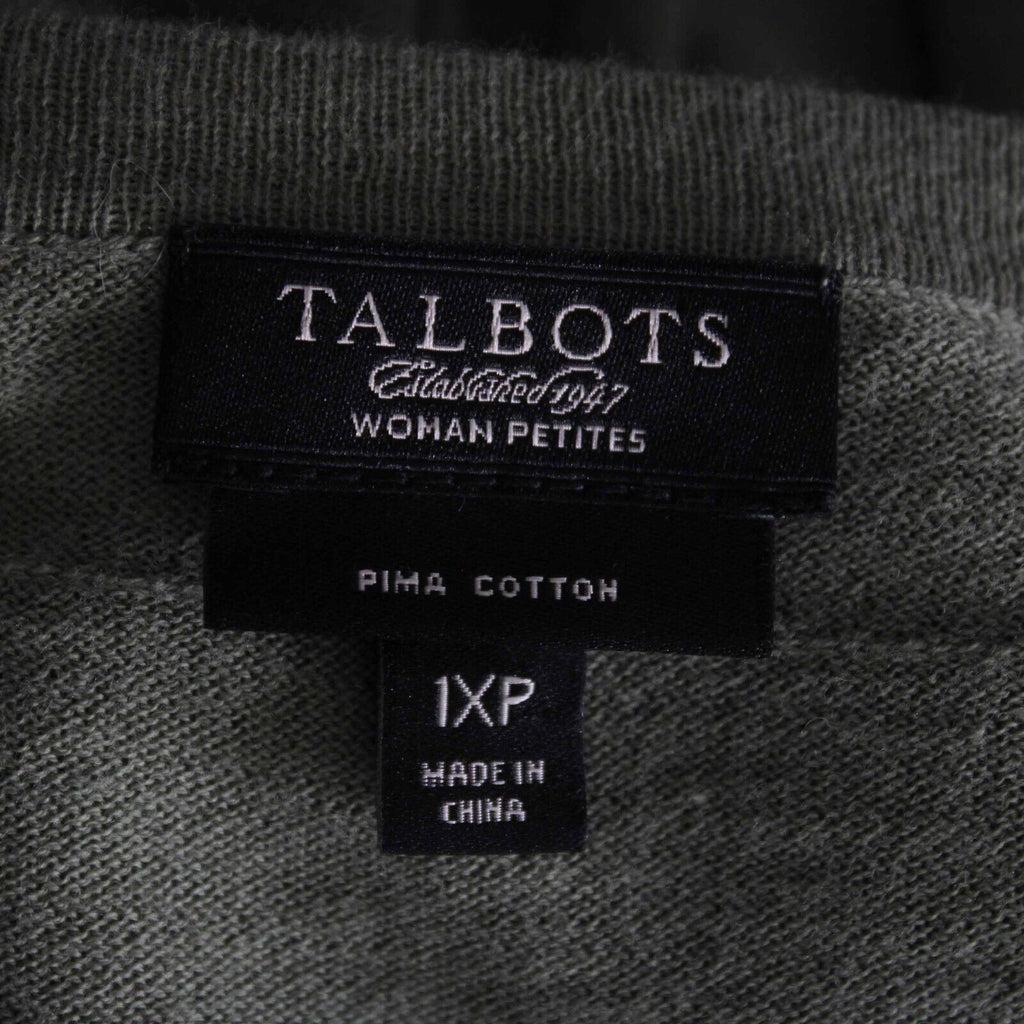 TALBOTS
Established 1947
WOMAN PETITES
PIMA COTTON
1XP
MADE IN
CHINA